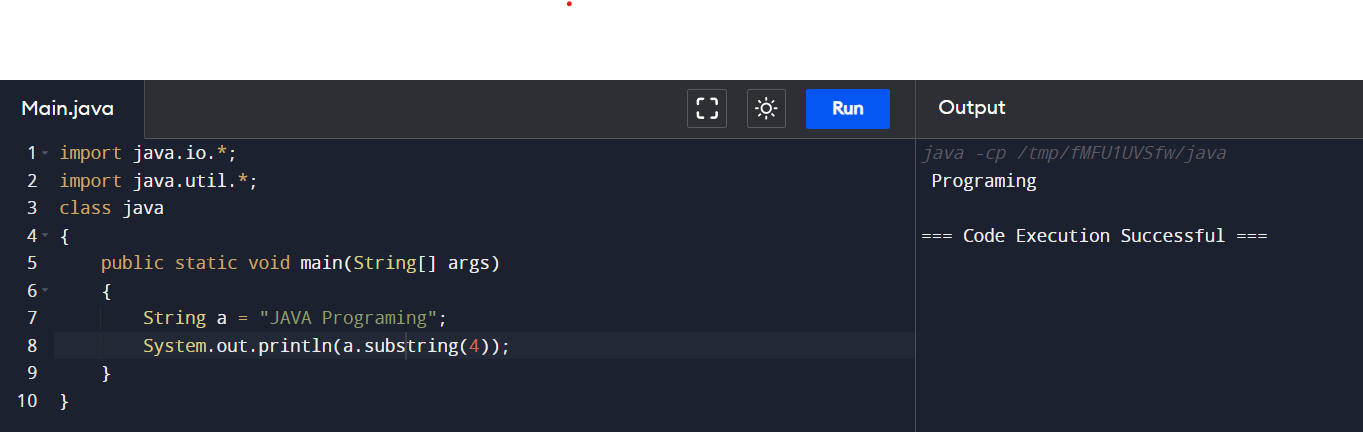 Main.java
Run
Output
1 import java.io.*;
2 import java.util.*;
3 class java
4 {
5     public static void main(String[] args)
6     {
7         String a = "JAVA Programing";
8         System.out.println(a.substring(4));
9     }
10 }
java -cp /tmp/fMFU1UVSfw/java
 Programing
=== Code Execution Successful ===